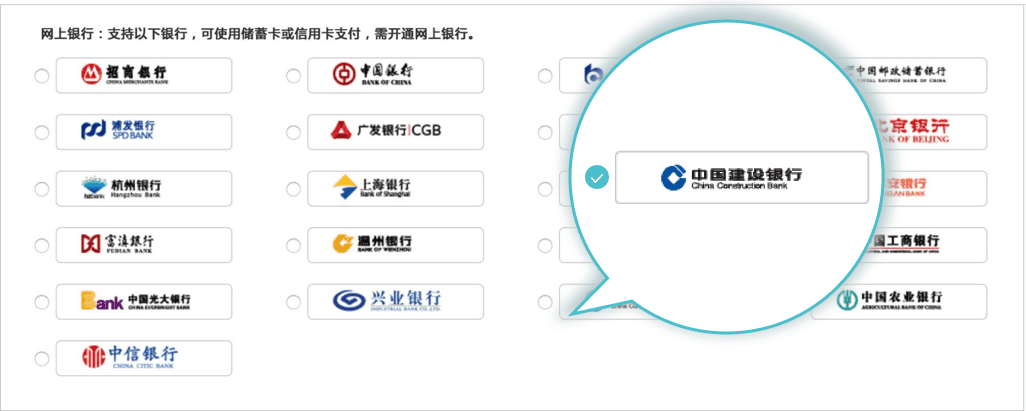 网上银行：支持以下银行，可使用储蓄卡或信用卡支付，需开通网上银行。
招商银行
CHINA MERCHANTS BANK
中国银行
BANK OF CHINA
中国邮政储蓄银行
POSTAL SAVINGS BANK OF CHINA
浦发银行
SPD BANK
广发银行|CGB
北京银行
BANK OF BEIJING
杭州银行
Hangzhou Bank
上海银行
Bank of Shanghai
中国建设银行
China Construction Bank
安银行
富滇银行
FUDIAN BANK
温州银行
BANK OF WENZHOU
国工商银行
Bank
中国光大银行
CHINA EVERBRIGHT BANK
兴业银行
INDUSTRIAL BANK CO.,LTD.
中国农业银行
AGRICULTURAL BANK OF CHINA
中信银行
CHINA CITIC BANK